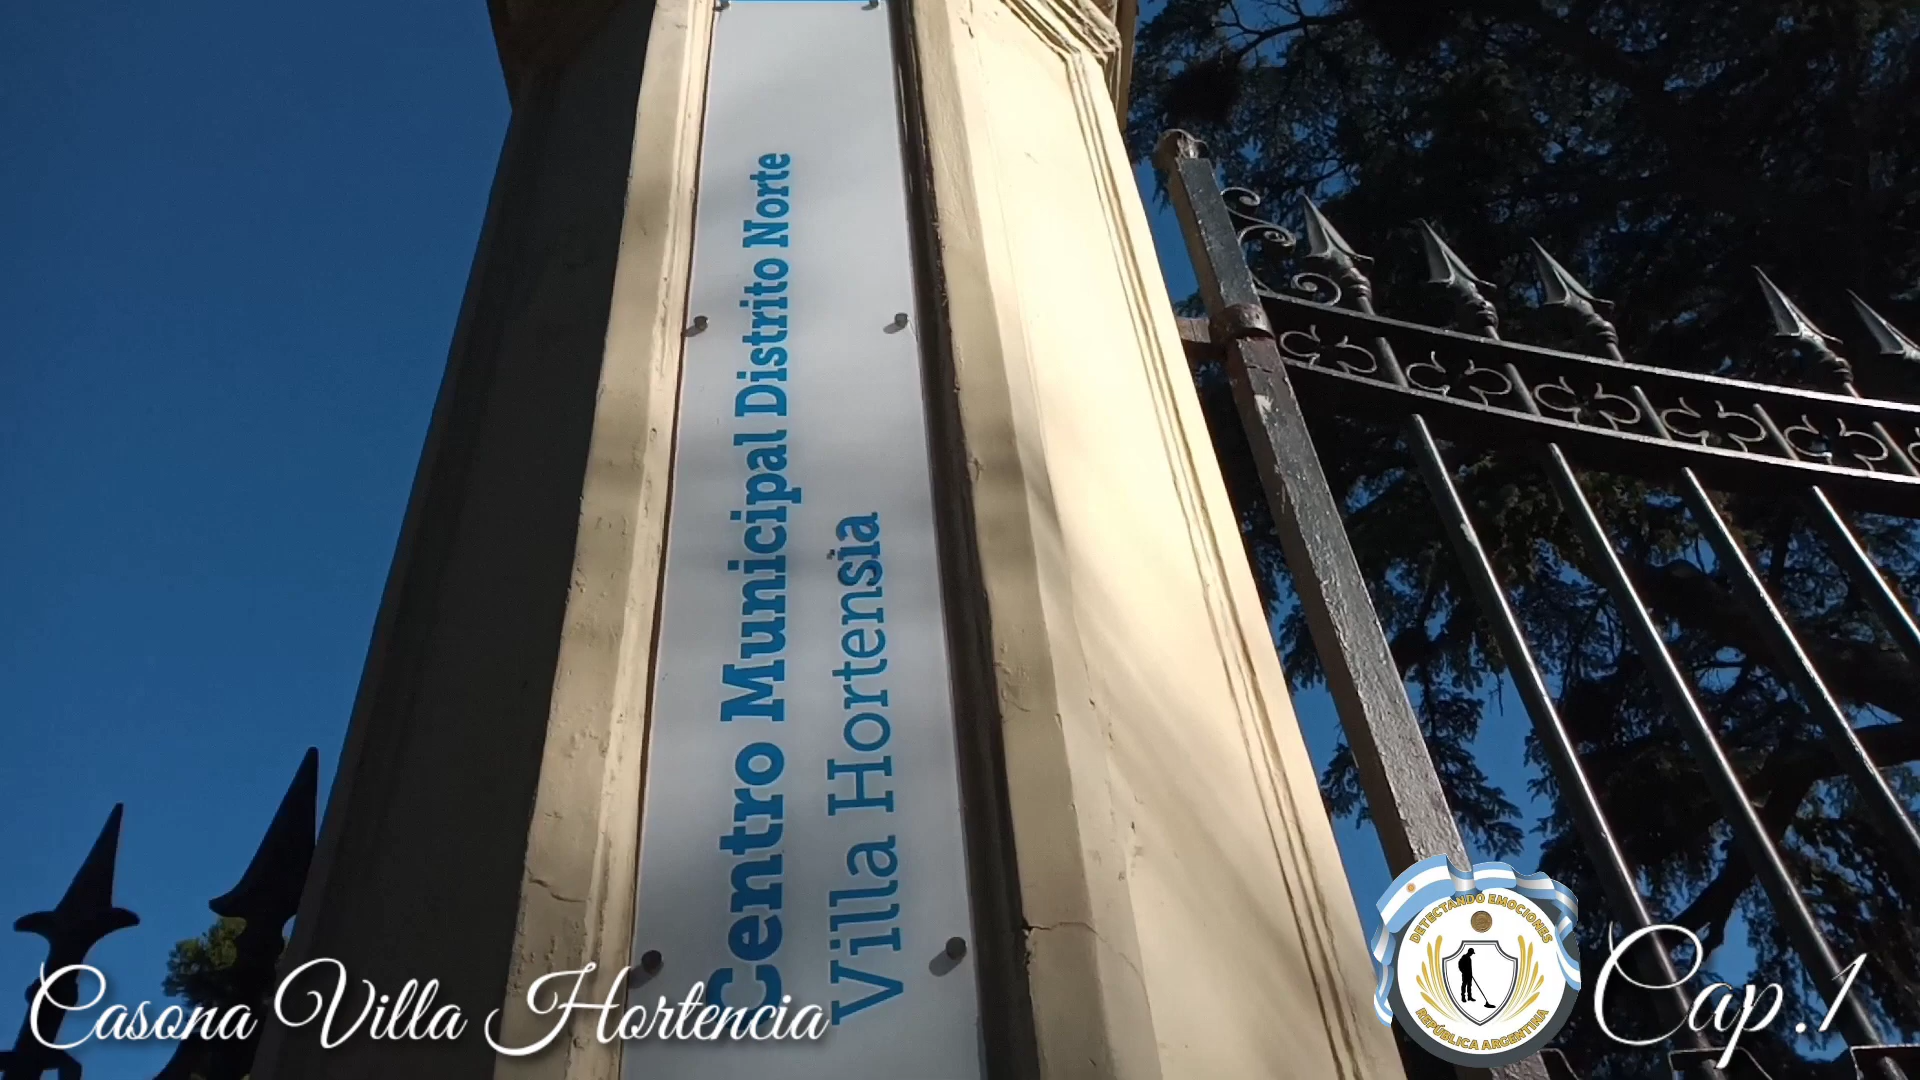 Centro Municipal Distrito Norte
Villa Hortensia
Casona Villa Hortencia
DETECTANDO EMOCIONES
REPÚBLICA ARGENTINA
Cap.1